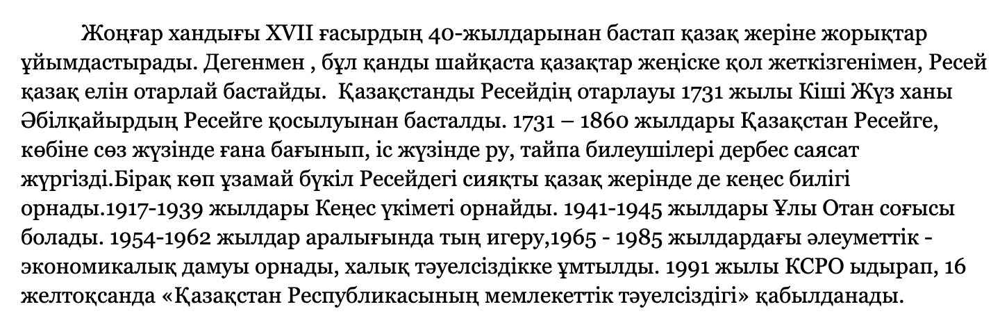 Жоңғар хандығы XVII ғасырдың 40-жылдарынан бастап қазақ жеріне жорықтар
ұйымдастырады. Дегенмен , бұл қанды шайқаста қазақтар жеңіске қол жеткізгенімен, Ресей
қазақ елін отарлай бастайды.  Қазақстанды Ресейдің отарлауы 1731 жылы Кіші Жүз ханы
Әбілқайырдың Ресейге қосылуынан басталды. 1731 – 1860 жылдары Қазақстан Ресейге,
көбіне сөз жүзінде ғана бағынып, іс жүзінде ру, тайпа билеушілері дербес саясат
жүргізді.Бірақ көп ұзамай бүкіл Ресейдегі сияқты қазақ жерінде де кеңес билігі
орнады.1917-1939 жылдары Кеңес үкіметі орнайды. 1941-1945 жылдары Ұлы Отан соғысы
болады. 1954-1962 жылдар аралығында тың игеру,1965 - 1985 жылдардағы әлеуметтік -
экономикалық дамуы орнады, халық тәуелсіздікке ұмтылды. 1991 жылы КСРО ыдырап, 16
желтоқсанда «Қазақстан Республикасының мемлекеттік тәуелсіздігі» қабылданады.